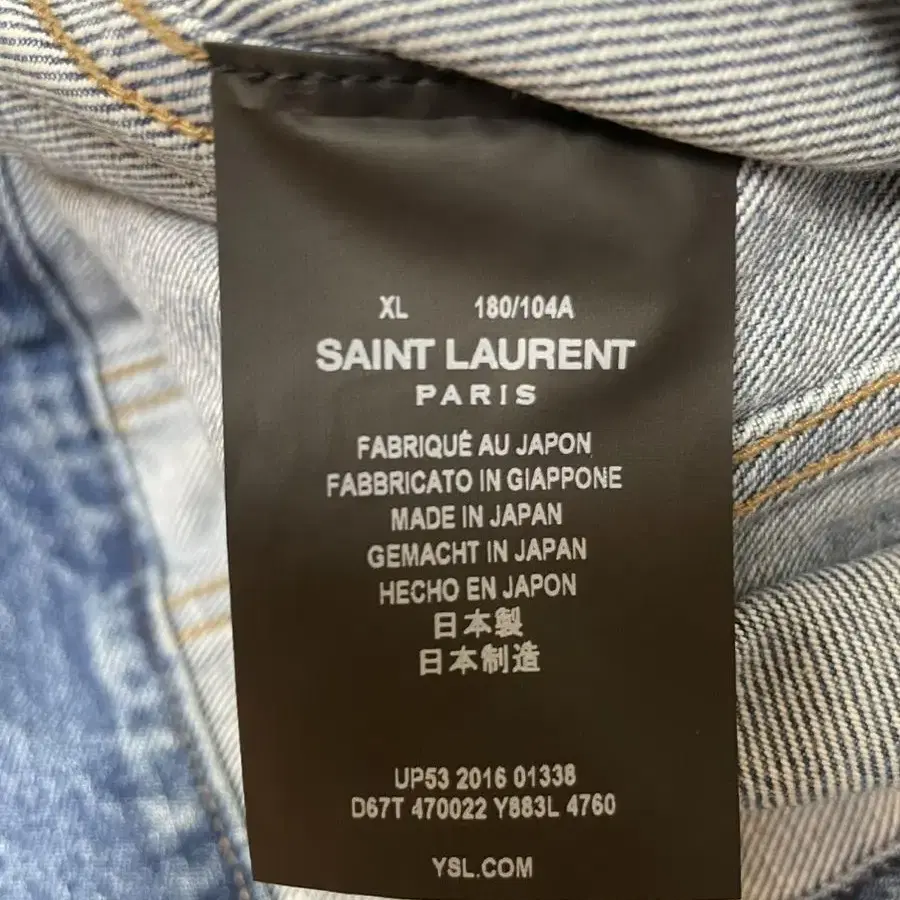 XL 180/104A
SAINT LAURENT
PARIS
FABRIQUÉ AU JAPON
FABBRICATO IN GIAPPONE
MADE IN JAPAN
GEMACHT IN JAPAN
HECHO EN JAPON
日本製
日本制造
UP53 2016 01338
D67T 470022 Y883L 4760
YSL.COM